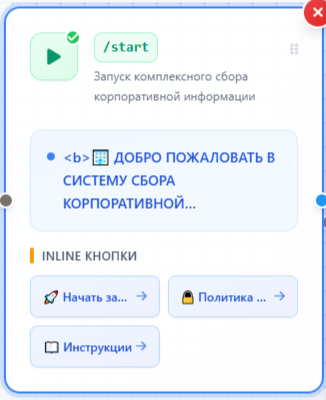 /start
Запуск комплексного сбора
корпоративной информации
<b>🏢 ДОБРО ПОЖАЛОВАТЬ В
СИСТЕМУ СБОРА
КОРПОРАТИВНОЙ...
INLINE КНОПКИ
🚀 Начать за... →
🔒 Политика ... →
📖 Инструкции →